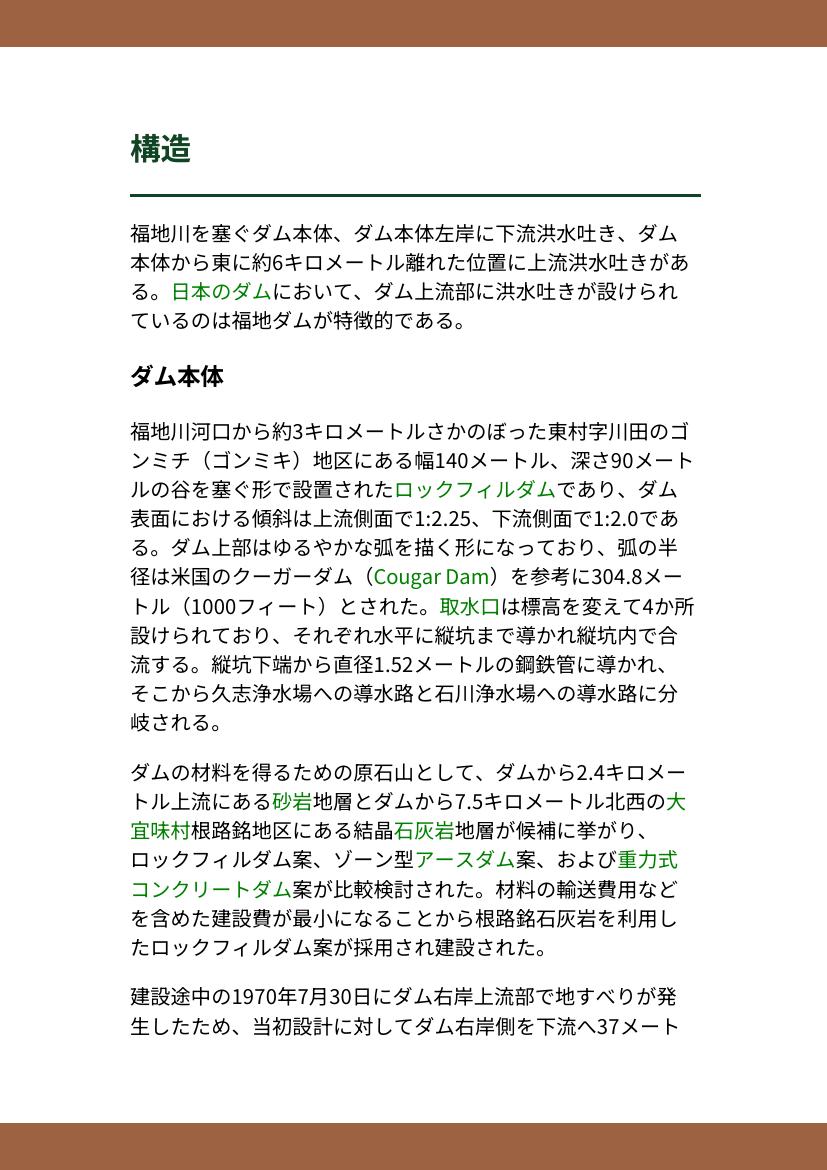 構造
福地川を塞ぐダム本体、ダム本体左岸に下流洪水吐き、ダム
本体から東に約6キロメートル離れた位置に上流洪水吐きがあ
る。日本のダムにおいて、ダム上流部に洪水吐きが設けられ
ているのは福地ダムが特徴的である。
ダム本体
福地川河口から約3キロメートルさかのぼった東村字川田のゴ
ンミチ（ゴンミキ）地区にある幅140メートル、深さ90メート
ルの谷を塞ぐ形で設置されたロックフィルダムであり、ダム
表面における傾斜は上流側面で1:2.25、下流側面で1:2.0であ
る。ダム上部はゆるやかな弧を描く形になっており、弧の半
径は米国のクーガーダム（Cougar Dam）を参考に304.8メー
トル（1000フィート）とされた。取水口は標高を変えて4か所
設けられており、それぞれ水平に縦坑まで導かれ縦坑内で合
流する。縦坑下端から直径1.52メートルの鋼鉄管に導かれ、
そこから久志浄水場への導水路と石川浄水場への導水路に分
岐される。
ダムの材料を得るための原石山として、ダムから2.4キロメー
トル上流にある砂岩地層とダムから7.5キロメートル北西の大
宜味村根路銘地区にある結晶石灰岩地層が候補に挙がり、
ロックフィルダム案、ゾーン型アースダム案、および重力式
コンクリートダム案が比較検討された。材料の輸送費用など
を含めた建設費が最小になることから根路銘石灰岩を利用し
たロックフィルダム案が採用され建設された。
建設途中の1970年7月30日にダム右岸上流部で地すべりが発
生したため、当初設計に対してダム右岸側を下流へ37メート